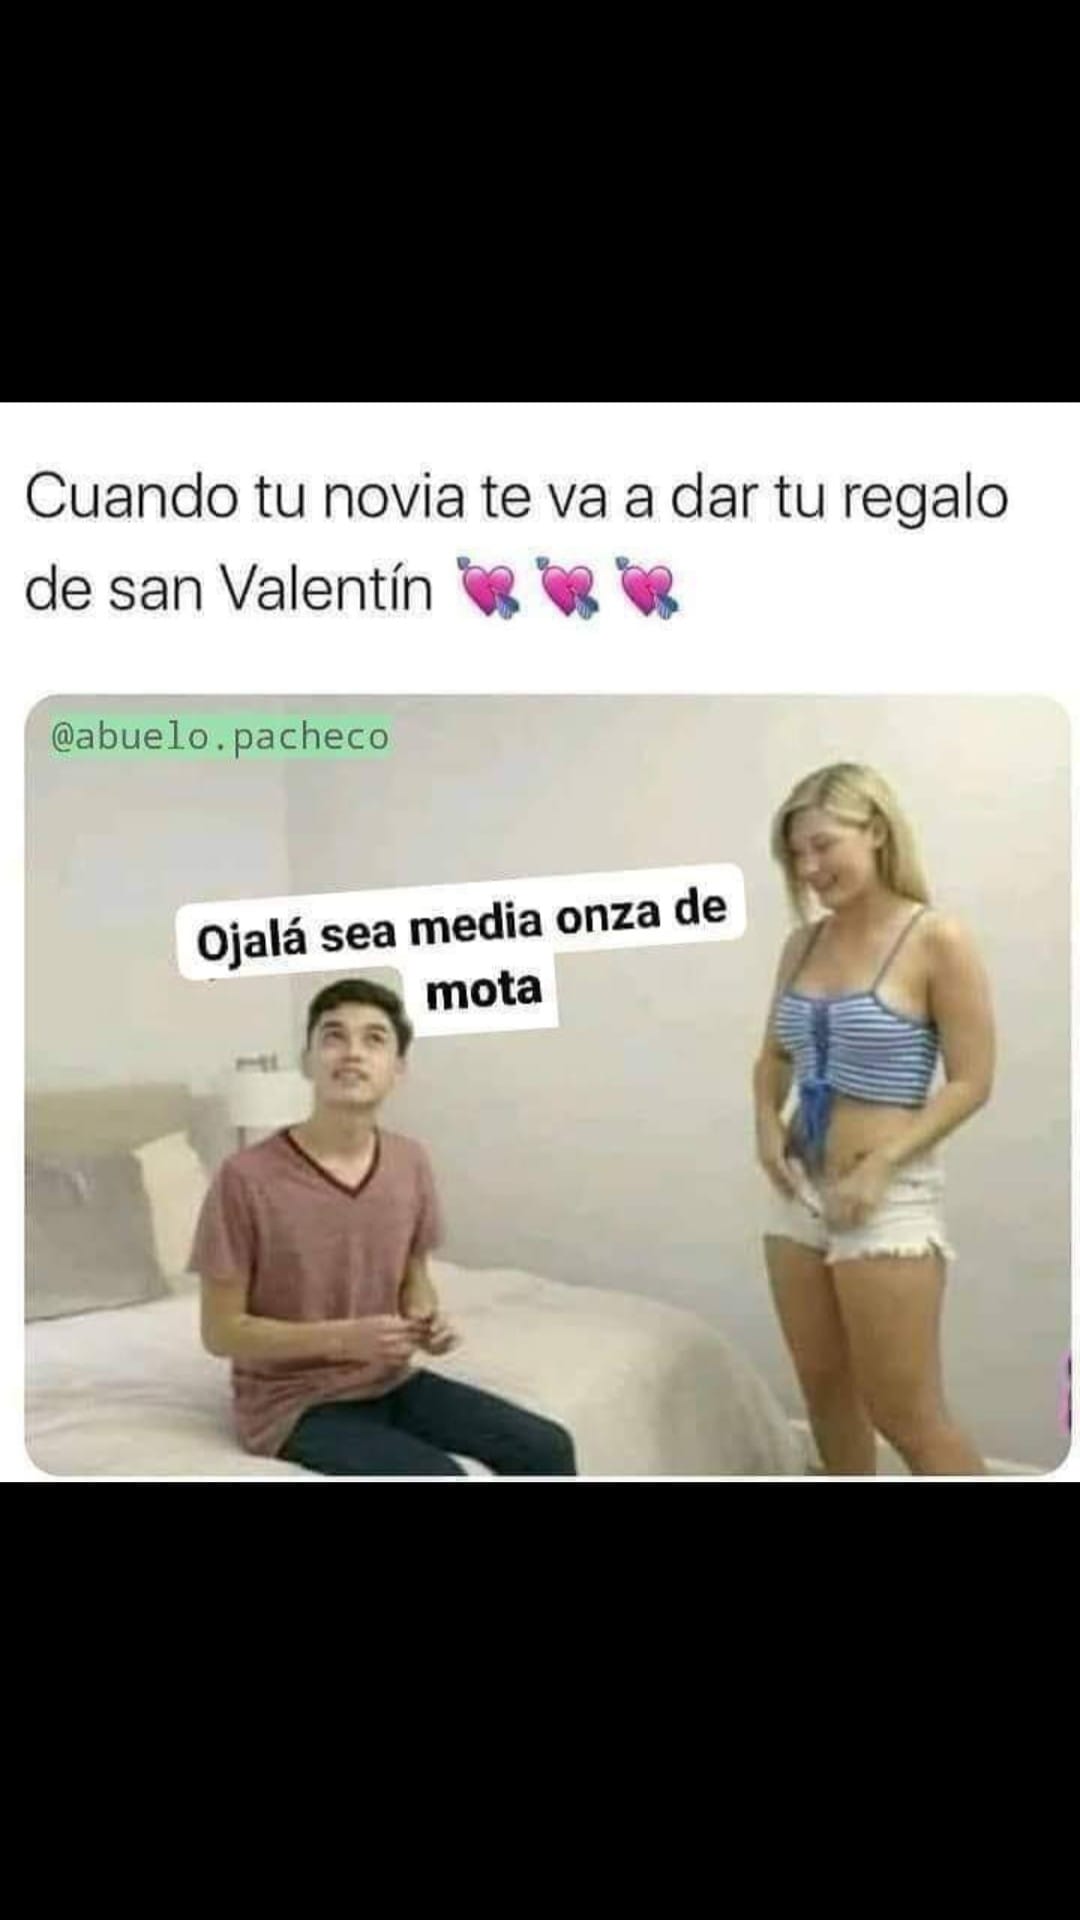 Cuando tu novia te va a dar tu regalo
de san Valentín 💘 💘 💘
@abuelo.pacheco
Ojalá sea media onza de
mota